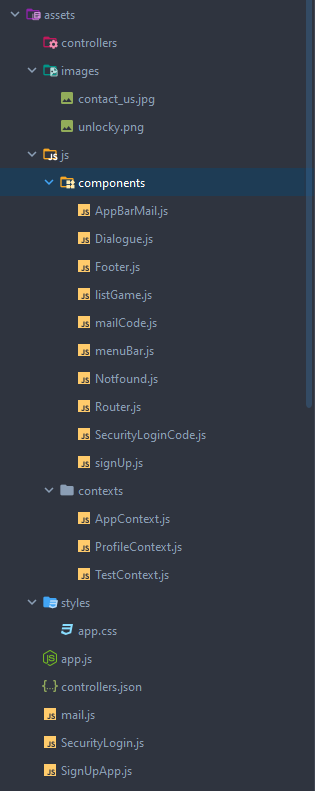 assets
controllers
images
contact_us.jpg
unlocky.png
js
components
AppBarMail.js
Dialogue.js
Footer.js
listGame.js
mailCode.js
menuBar.js
Notfound.js
Router.js
SecurityLoginCode.js
signUp.js
contexts
AppContext.js
ProfileContext.js
TestContext.js
styles
app.css
app.js
controllers.json
mail.js
SecurityLogin.js
SignUpApp.js